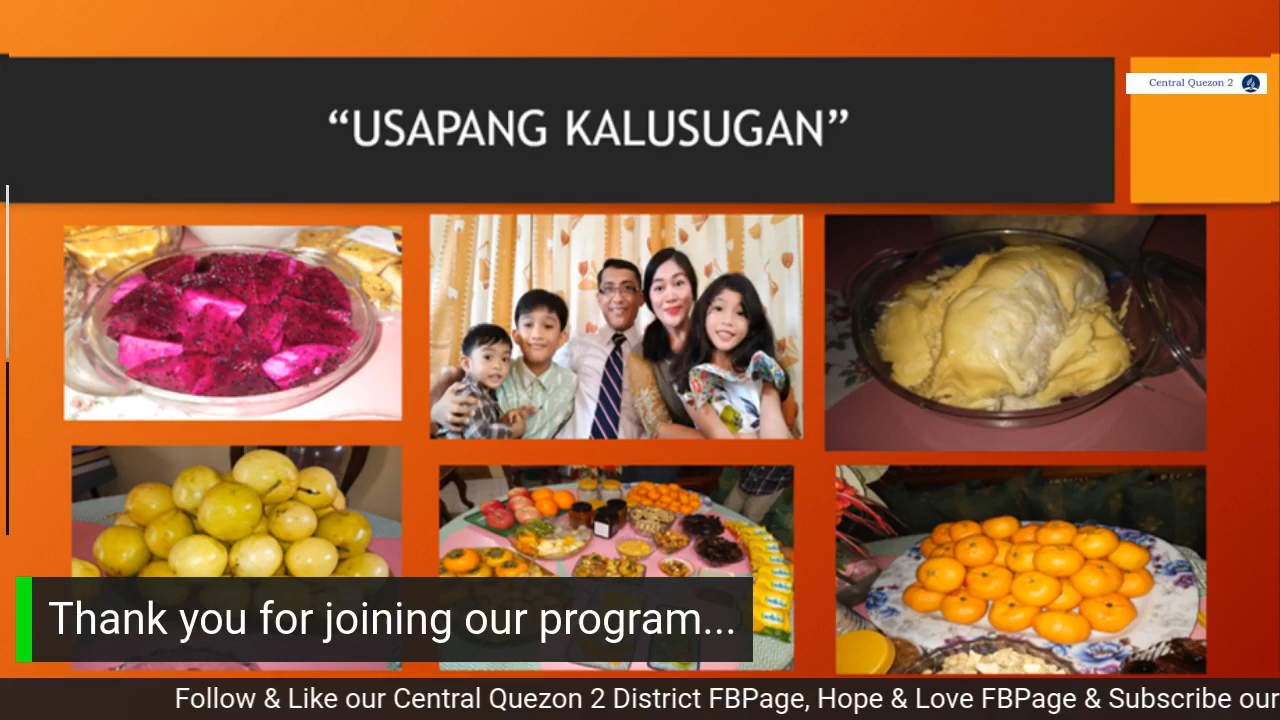 “USAPANG KALUSUGAN”
Central Quezon 2
Thank you for joining our program...
Follow & Like our Central Quezon 2 District FBPage, Hope & Love FBPage & Subscribe our